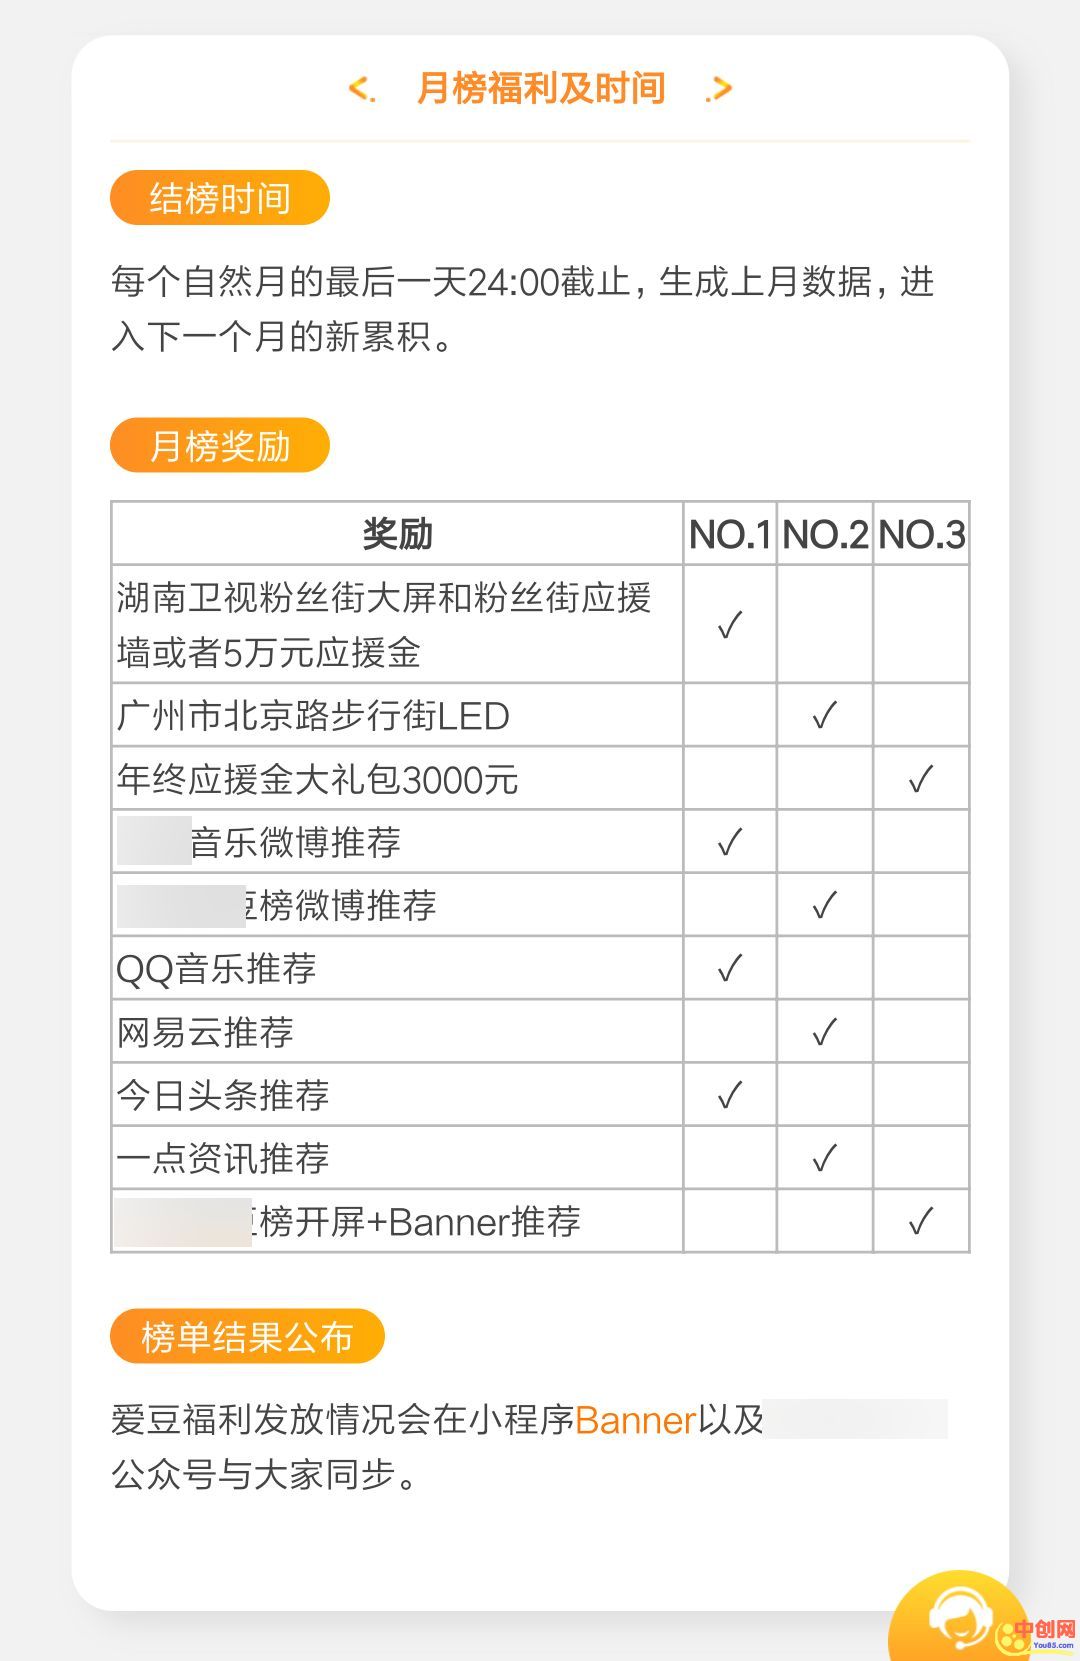 月榜福利及时间
结榜时间
每个自然月的最后一天24:00截止，生成上月数据，进
入下一个月的新累积。
月榜奖励
奖励 NO.1 NO.2 NO.3
湖南卫视粉丝街大屏和粉丝街应援
墙或者5万元应援金 ✓
广州市北京路步行街LED ✓
年终应援金大礼包3000元 ✓
音乐微博推荐 ✓
榜微博推荐 ✓
QQ音乐推荐 ✓
网易云推荐 ✓
今日头条推荐 ✓
一点资讯推荐 ✓
榜开屏+Banner推荐 ✓
榜单结果公布
爱豆福利发放情况会在小程序Banner以及
公众号与大家同步。
中创网
You85.com